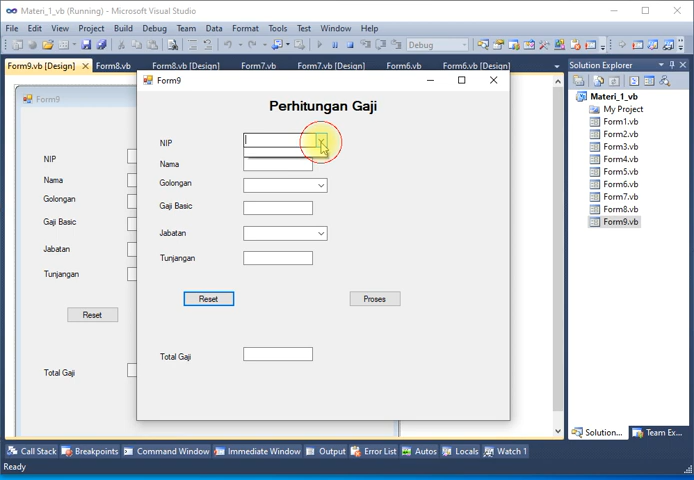 Materi_1_vb (Running) - Microsoft Visual Studio
File Edit View Project Build Debug Team Data Format Tools Test Window Help
Debug
Form9.vb [Design] Form8.vb Form8.vb [Design] Form7.vb Form7.vb [Design] Form6.vb Form6.vb [Design]
Form9
NIP
Nama
Golongan
Gaji Basic
Jabatan
Tunjangan
Reset
Total Gaji
Form9
Perhitungan Gaji
NIP
Nama
Golongan
Gaji Basic
Jabatan
Tunjangan
Reset Proses
Total Gaji
Solution Explorer
Materi_1_vb
My Project
Form1.vb
Form2.vb
Form3.vb
Form4.vb
Form5.vb
Form6.vb
Form7.vb
Form8.vb
Form9.vb
Solution... Team Ex...
Call Stack Breakpoints Command Window Immediate Window Output Error List Autos Locals Watch 1
Ready